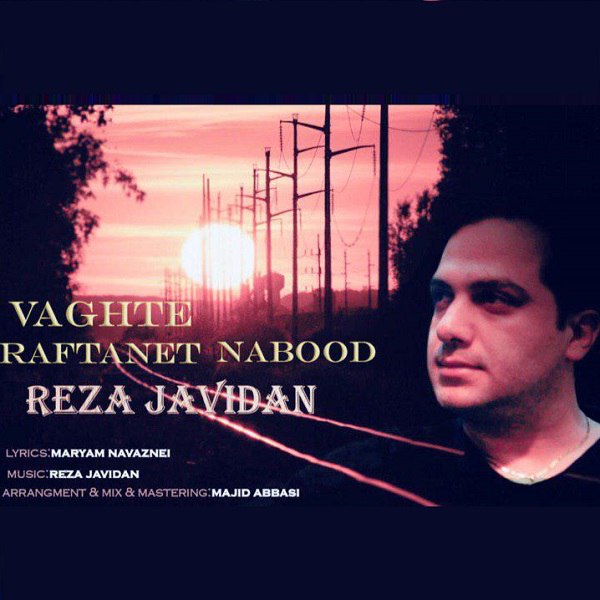 VAGHTE
RAFTANET NABOOD
REZA JAVIDAN
LYRICS:MARYAM NAVAZNEI
MUSIC:REZA JAVIDAN
ARRANGMENT & MIX & MASTERING:MAJID ABBASI